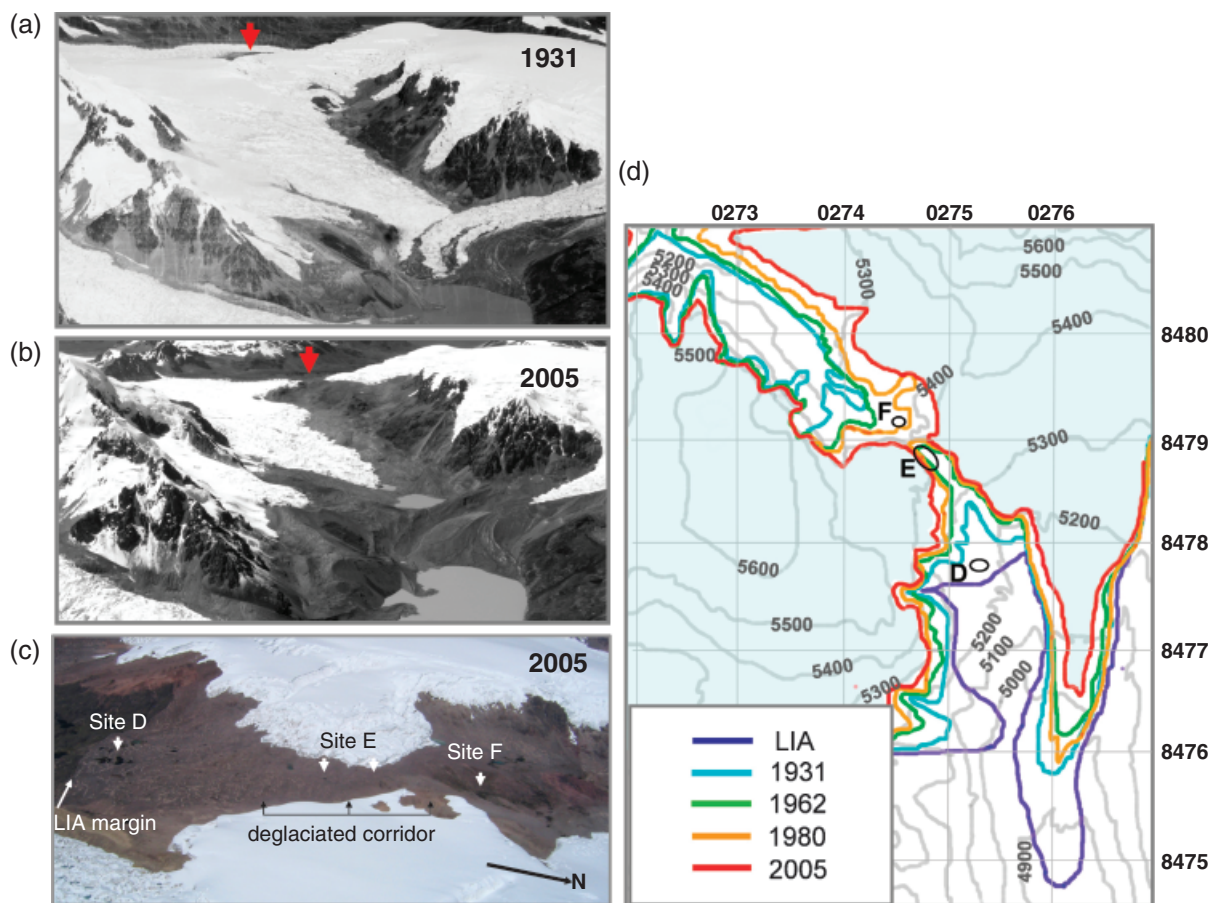 (a)
1931
(b)
2005
(c)
2005
Site D
Site E
Site F
LIA margin
deglaciated corridor
N
(d)
0273 0274 0275 0276
5200
5300
5400
5500
5300
5600
5500
5400
5400
5300
5200
5600
5500
5400
5300
5200
5100
5000
4900
F
E
D
8480
8479
8478
8477
8476
8475
LIA
1931
1962
1980
2005